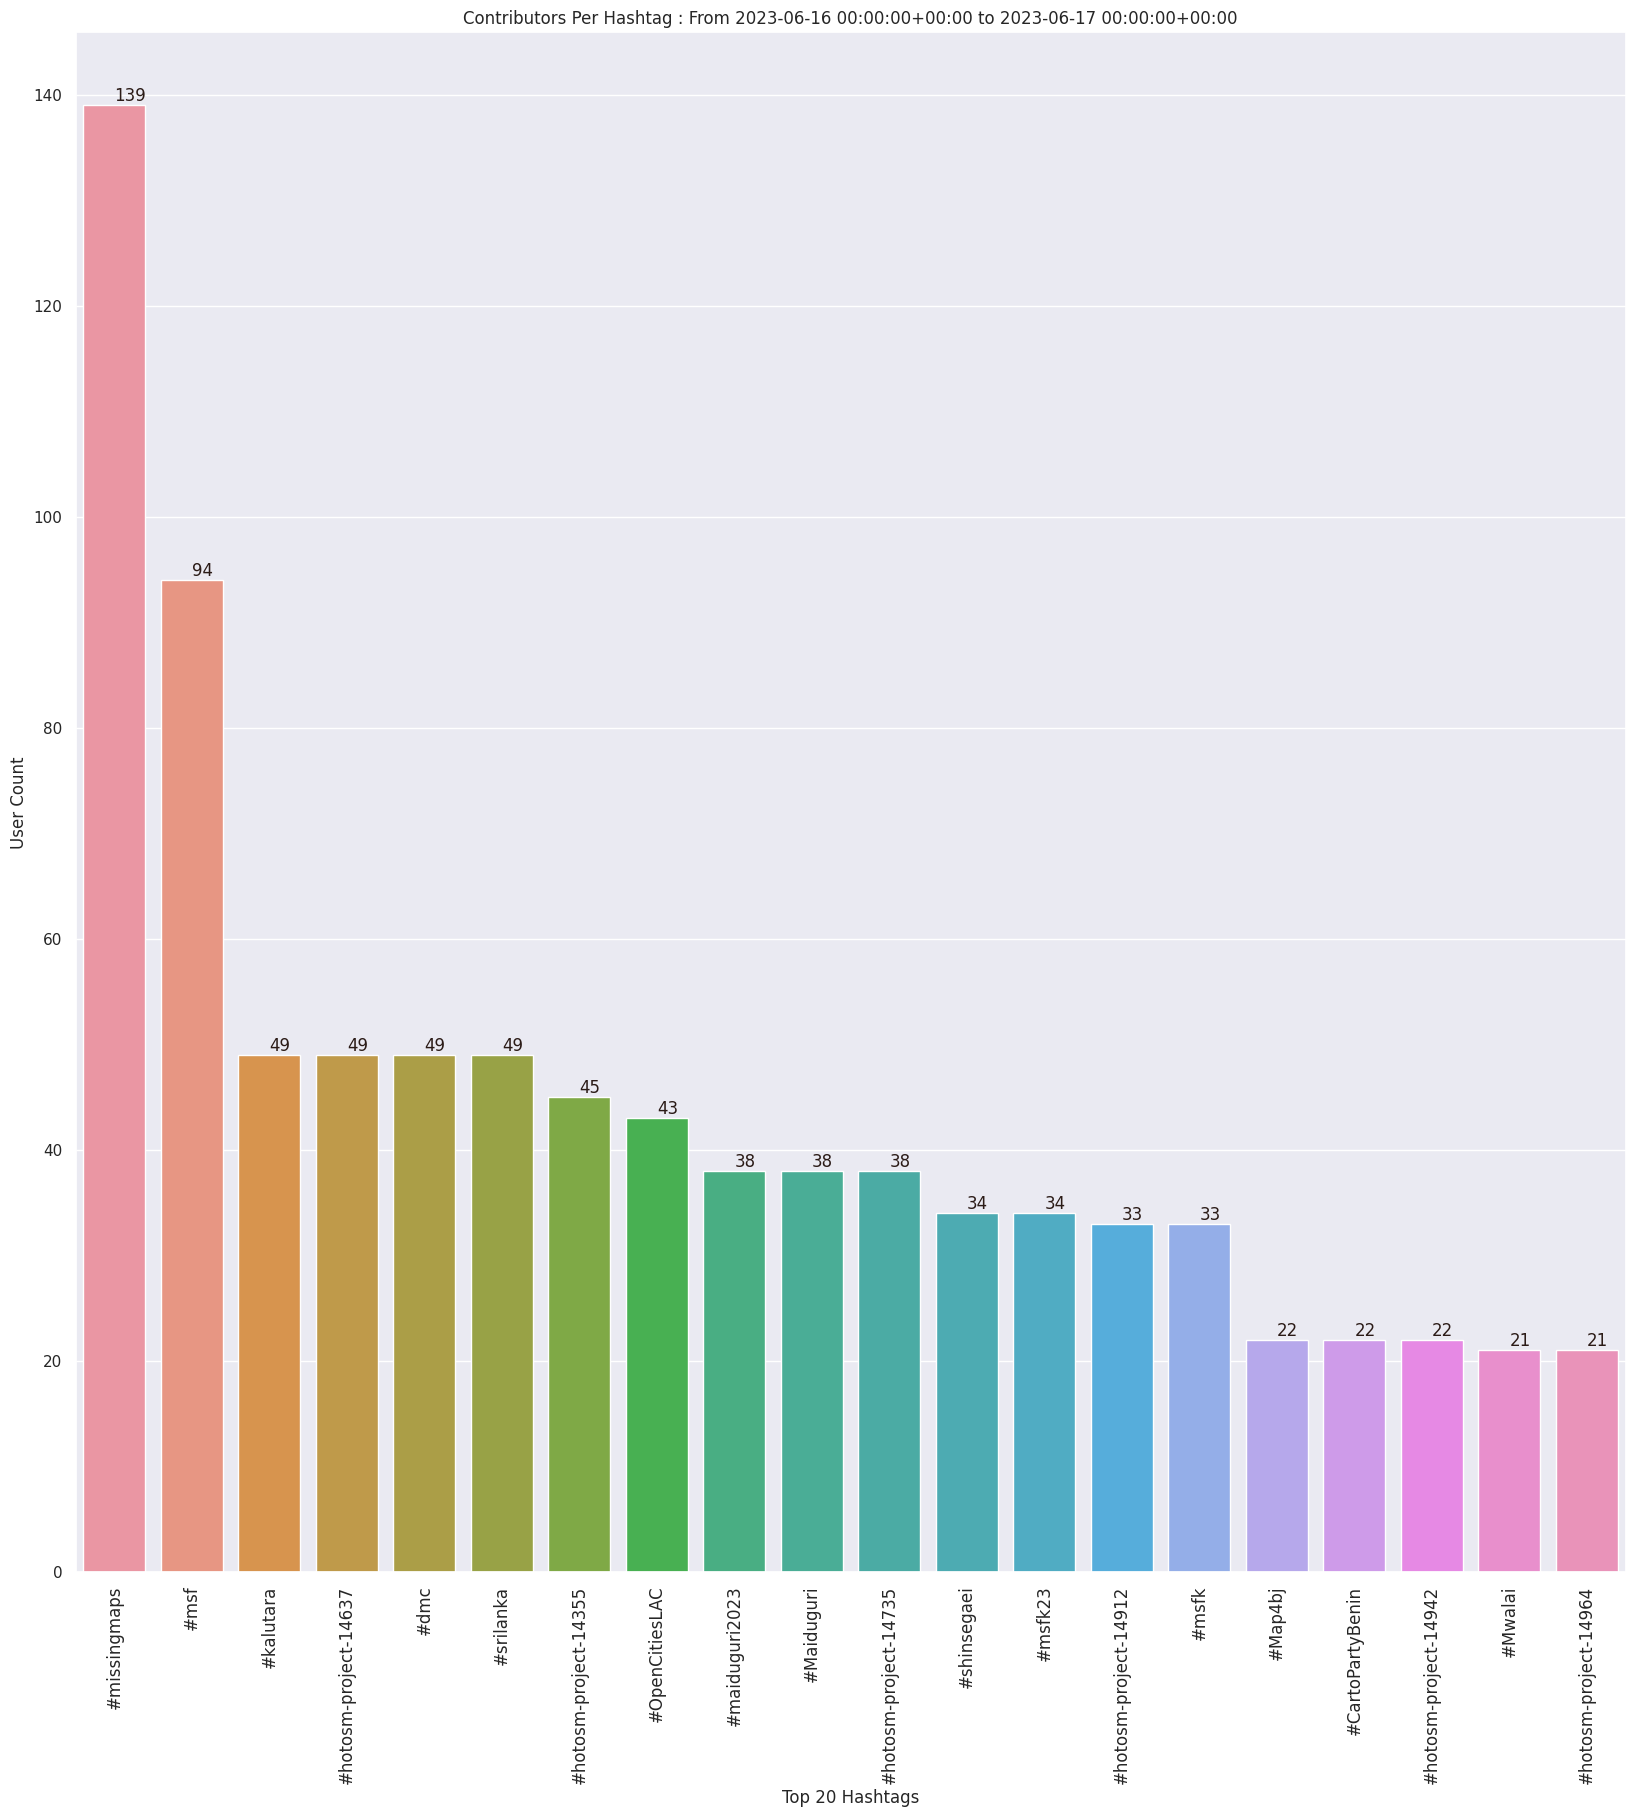 Contributors Per Hashtag : From 2023-06-16 00:00:00+00:00 to 2023-06-17 00:00:00+00:00
User Count
140
120
100
80
60
40
20
0
139
94
49
49
49
49
45
43
38
38
38
34
34
33
33
22
22
22
21
21
#missingmaps
#msf
#kalutara
#hotosm-project-14637
#dmc
#srilanka
#hotosm-project-14355
#OpenCitiesLAC
#maiduguri2023
#Maiduguri
#hotosm-project-14735
#shinsegaei
#msfk23
#hotosm-project-14912
#msfk
#Map4bj
#CartoPartyBenin
#hotosm-project-14942
#Mwalai
#hotosm-project-14964
Top 20 Hashtags